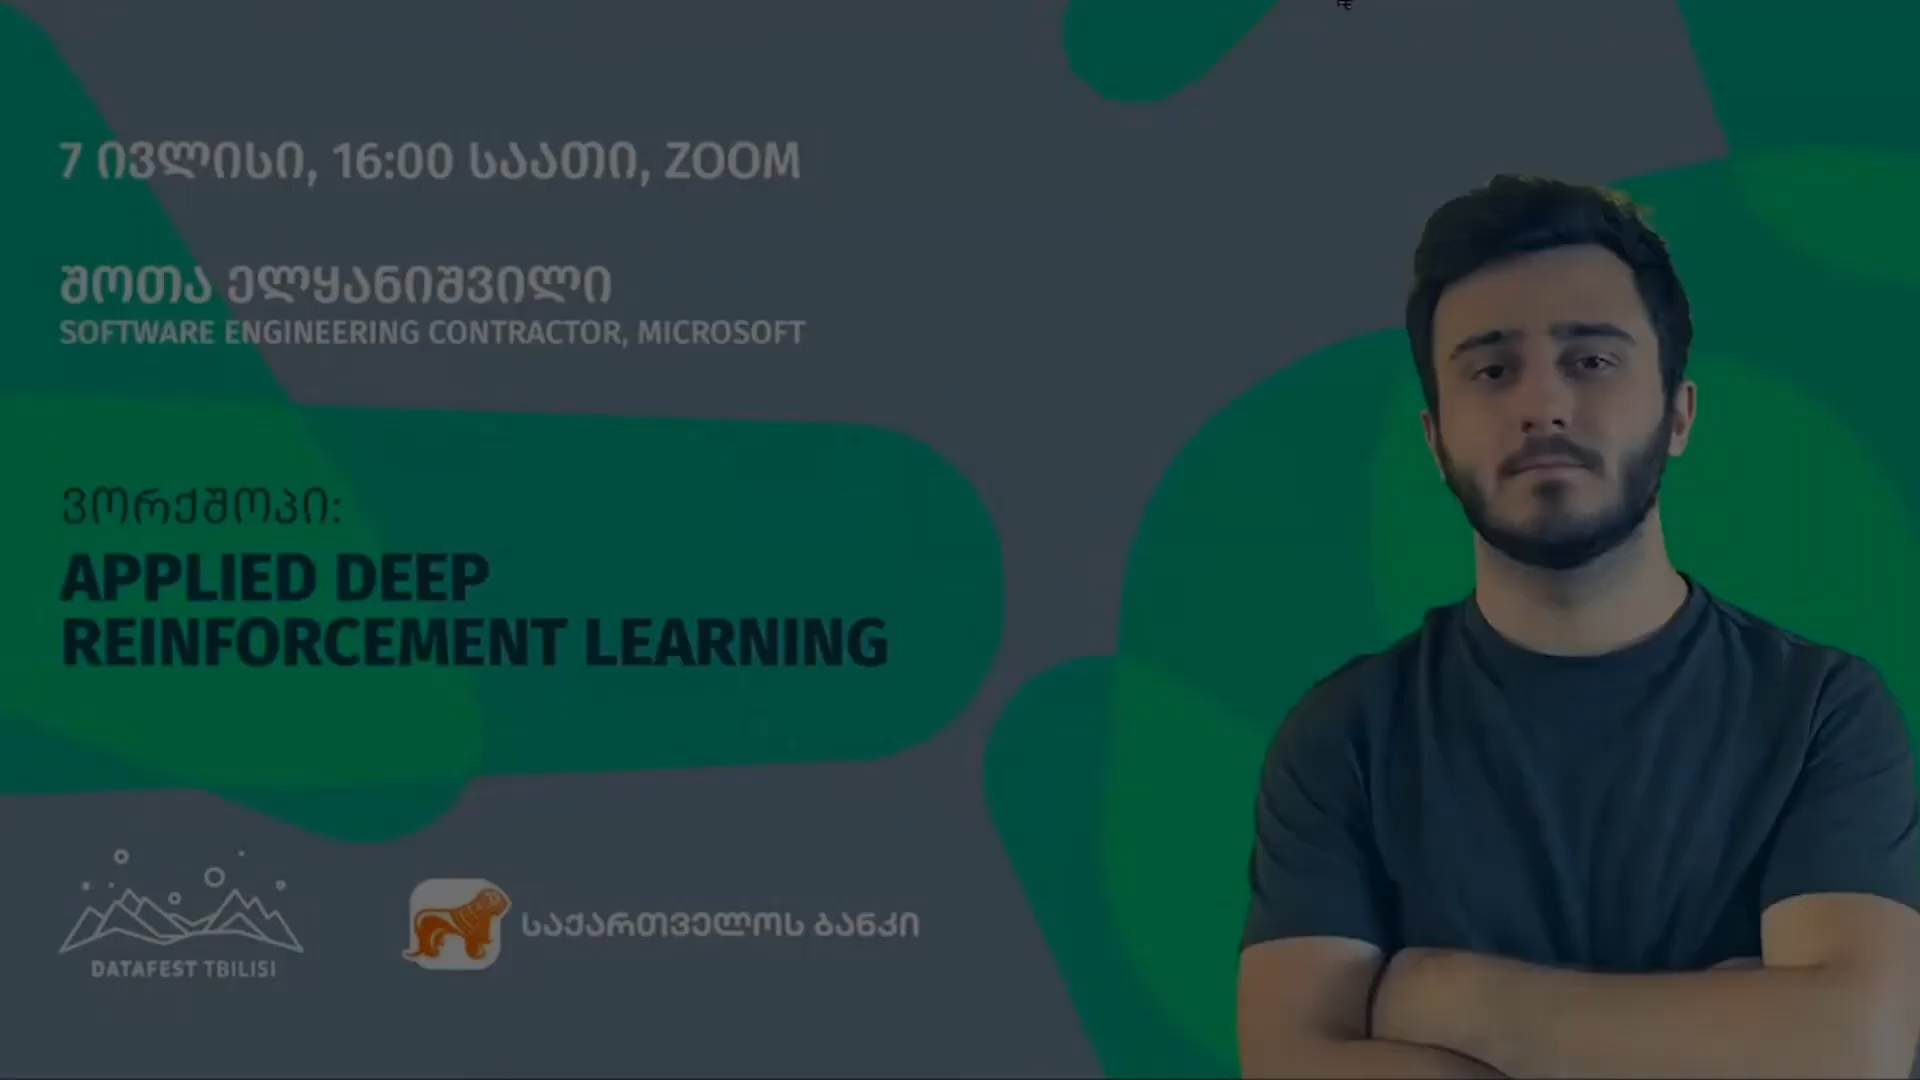 7 ივლისი, 16:00 საათი, ZOOM
შოთა ელყანიშვილი
SOFTWARE ENGINEERING CONTRACTOR, MICROSOFT
ვორქშოპი:
APPLIED DEEP
REINFORCEMENT LEARNING
DATAFEST TBILISI
საქართველოს ბანკი